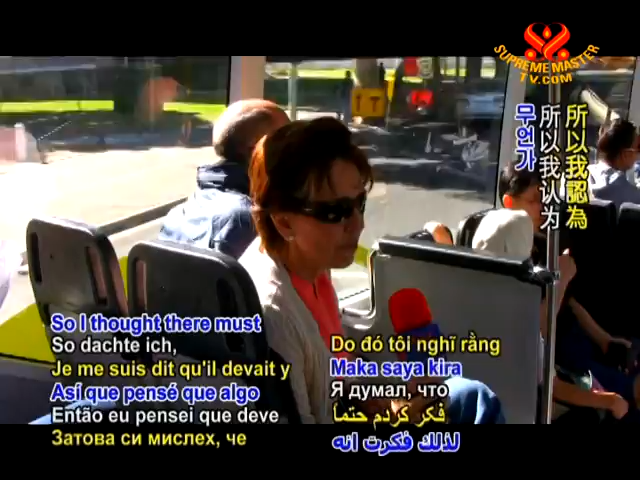 SUPREME MASTER
TV.COM
所以我認為
所以我认为
무언가
So I thought there must
So dachte ich,
Je me suis dit qu'il devait y
Así que pensé que algo
Então eu pensei que deve
Затова си мислех, че
Do đó tôi nghĩ rằng
Maka saya kira
Я думал, что
فکر کردم حتماً
لذلك فكرت انه